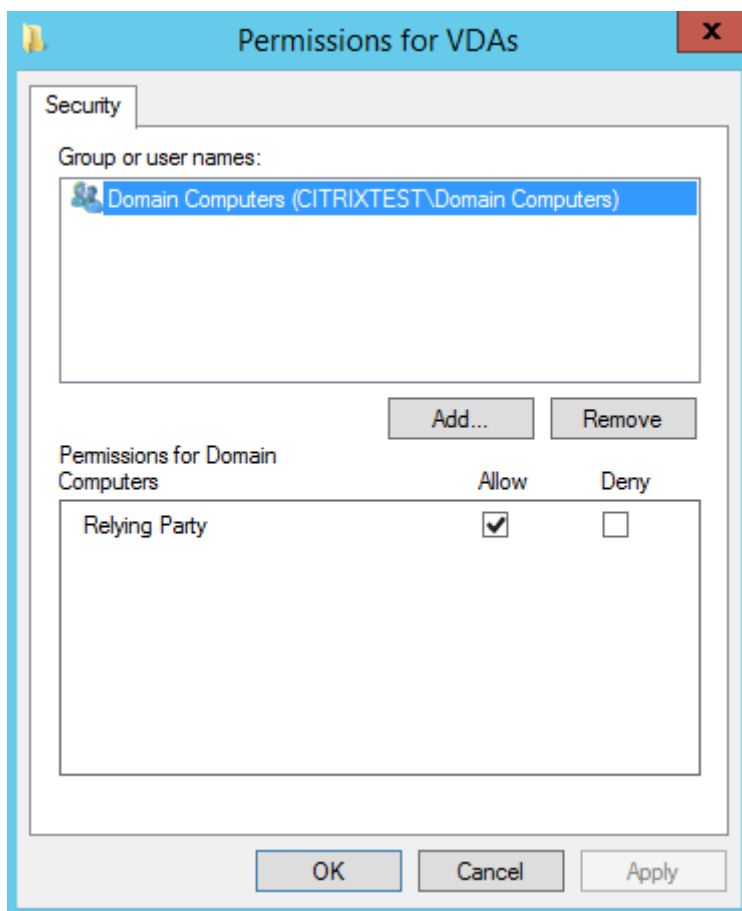 Permissions for VDAs
x
Security
Group or user names:
Domain Computers (CITRIXTEST\Domain Computers)
Add... Remove
Permissions for Domain
Computers Allow Deny
Relying Party
OK Cancel Apply